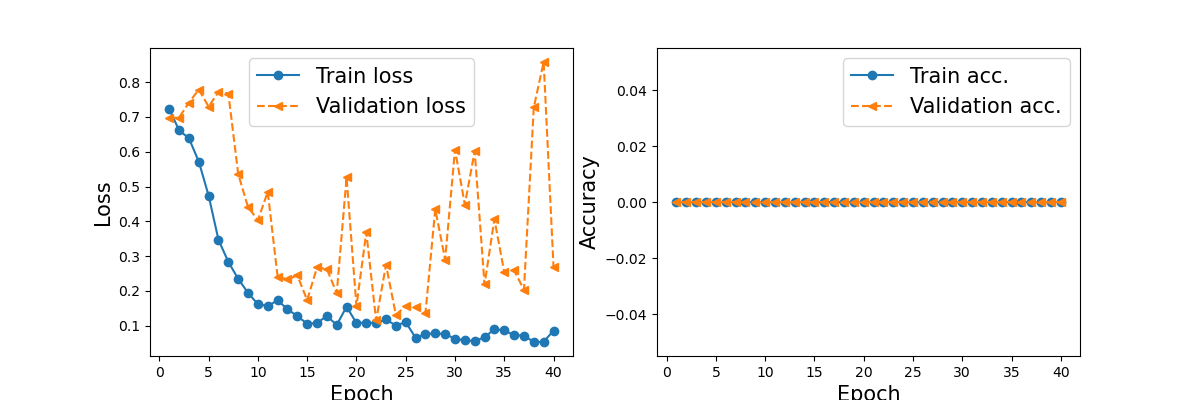 Train loss
Validation loss
Loss
0.8
0.7
0.6
0.5
0.4
0.3
0.2
0.1
0 5 10 15 20 25 30 35 40
Epoch
Train acc.
Validation acc.
Accuracy
0.04
0.02
0.00
−0.02
−0.04
0 5 10 15 20 25 30 35 40
Epoch